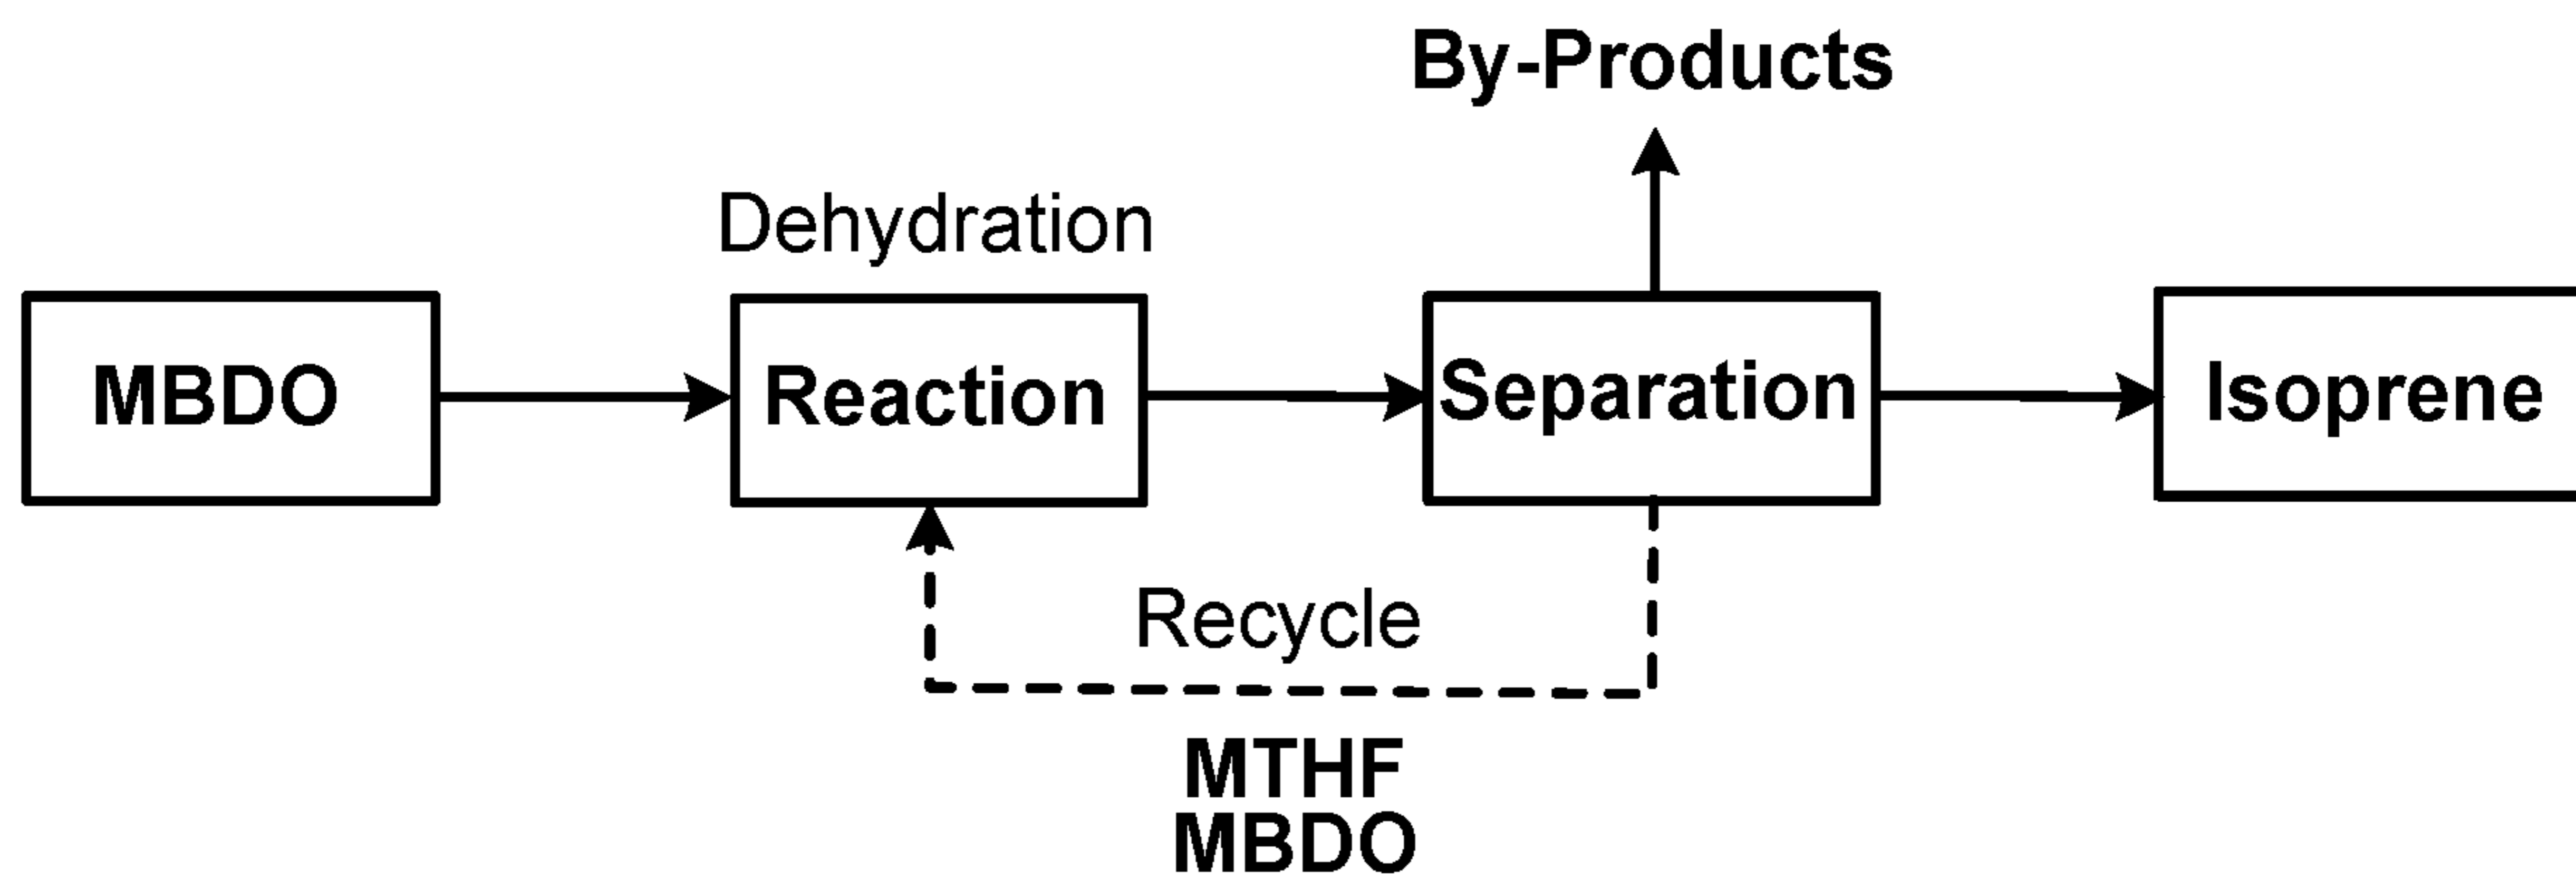 By-Products
Dehydration
MBDO
Reaction
Separation
Isoprene
Recycle
MTHF
MBDO